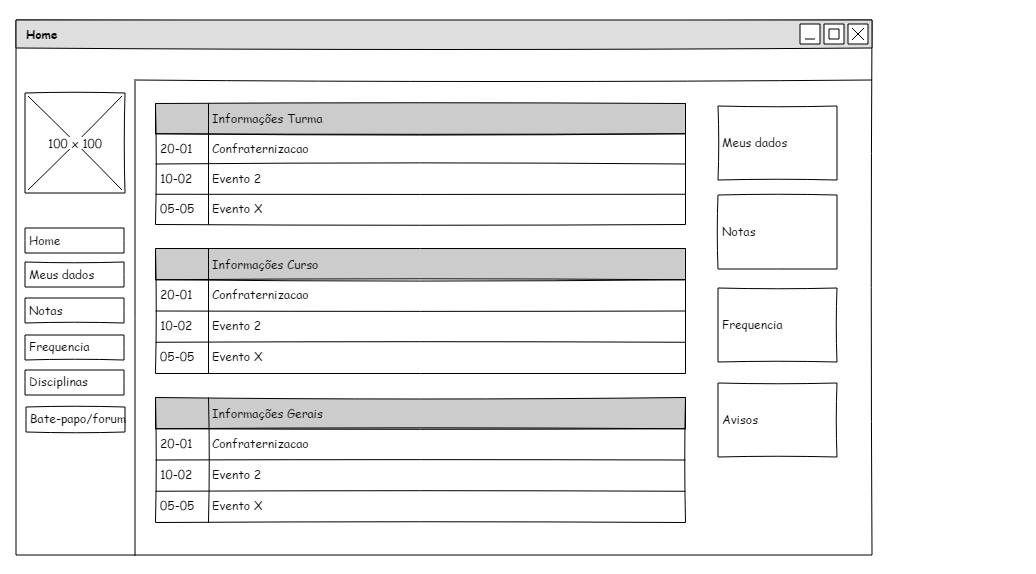 Home
100 x 100
Home
Meus dados
Notas
Frequencia
Disciplinas
Bate-papo/forum
Informações Turma
20-01 Confraternizacao
10-02 Evento 2
05-05 Evento X
Informações Curso
20-01 Confraternizacao
10-02 Evento 2
05-05 Evento X
Informações Gerais
20-01 Confraternizacao
10-02 Evento 2
05-05 Evento X
Meus dados
Notas
Frequencia
Avisos